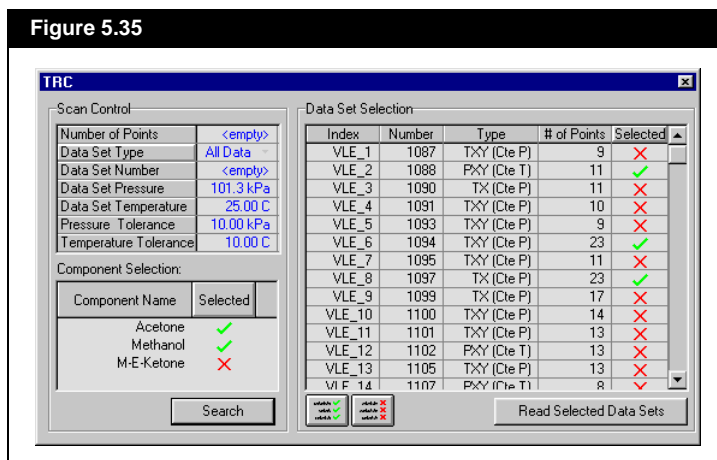 Figure 5.35
TRC
Scan Control
Number of Points <empty>
Data Set Type All Data
Data Set Number <empty>
Data Set Pressure 101.3 kPa
Data Set Temperature 25.00 C
Pressure Tolerance 10.00 kPa
Temperature Tolerance 10.00 C
Component Selection:
Component Name Selected
Acetone
Methanol
M-E-Ketone
Search
Data Set Selection
Index Number Type # of Points Selected
VLE_1 1087 TXY (Cte P) 9
VLE_2 1088 PXY (Cte T) 11
VLE_3 1090 TX (Cte P) 11
VLE_4 1091 TXY (Cte P) 10
VLE_5 1093 TXY (Cte P) 9
VLE_6 1094 TXY (Cte P) 23
VLE_7 1095 TXY (Cte P) 11
VLE_8 1097 TX (Cte P) 23
VLE_9 1099 TX (Cte P) 17
VLE_10 1100 TXY (Cte P) 14
VLE_11 1101 TXY (Cte P) 13
VLE_12 1102 PXY (Cte T) 13
VLE_13 1105 TXY (Cte P) 13
VLE_14 1107 PXY (Cte T) 8
Read Selected Data Sets